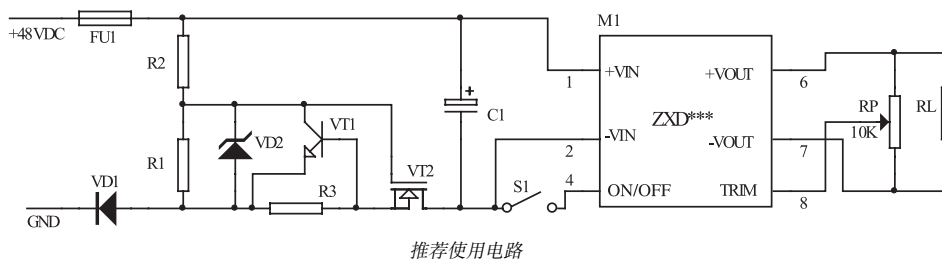 M1
+48VDC
FU1
R2
1
+VIN
+VOUT
6
C1
ZXD***
RP
RL
10K
VT1
VD2
2
-VIN
-VOUT
7
R1
VT2
VD1
R3
S1
4
ON/OFF
TRIM
8
GND
推荐使用电路